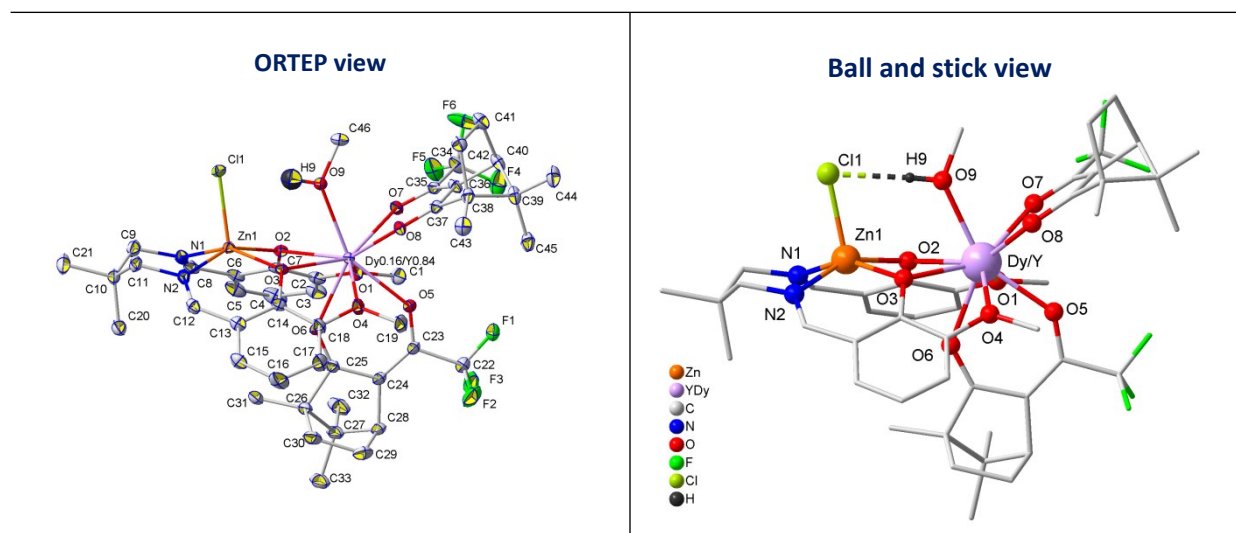 ORTEP view
F6
C41
C46
C34
C42
C40
F5
F4
Cl1
H9
O9
C35
C36
C44
O7
C38
C39
C37
O8
C43
C45
C21
C9
N1
Zn1
O2
C7
Dy0.16/Y0.84
C11
C6
O3
C2
C1
C10
N2
C8
C5
C4
C3
O1
O5
C20
C12
C14
O4
C13
O6
C18
C19
C23
F1
C15
C17
C16
C25
C22
C24
F3
F2
C31
C26
C32
C27
C28
C30
C29
C33
Ball and stick view
Cl1
H9
O9
O7
O8
Zn1
N1
O2
Dy/Y
N2
O3
O1
O5
O4
O6
Zn
YDy
C
N
O
F
Cl
H